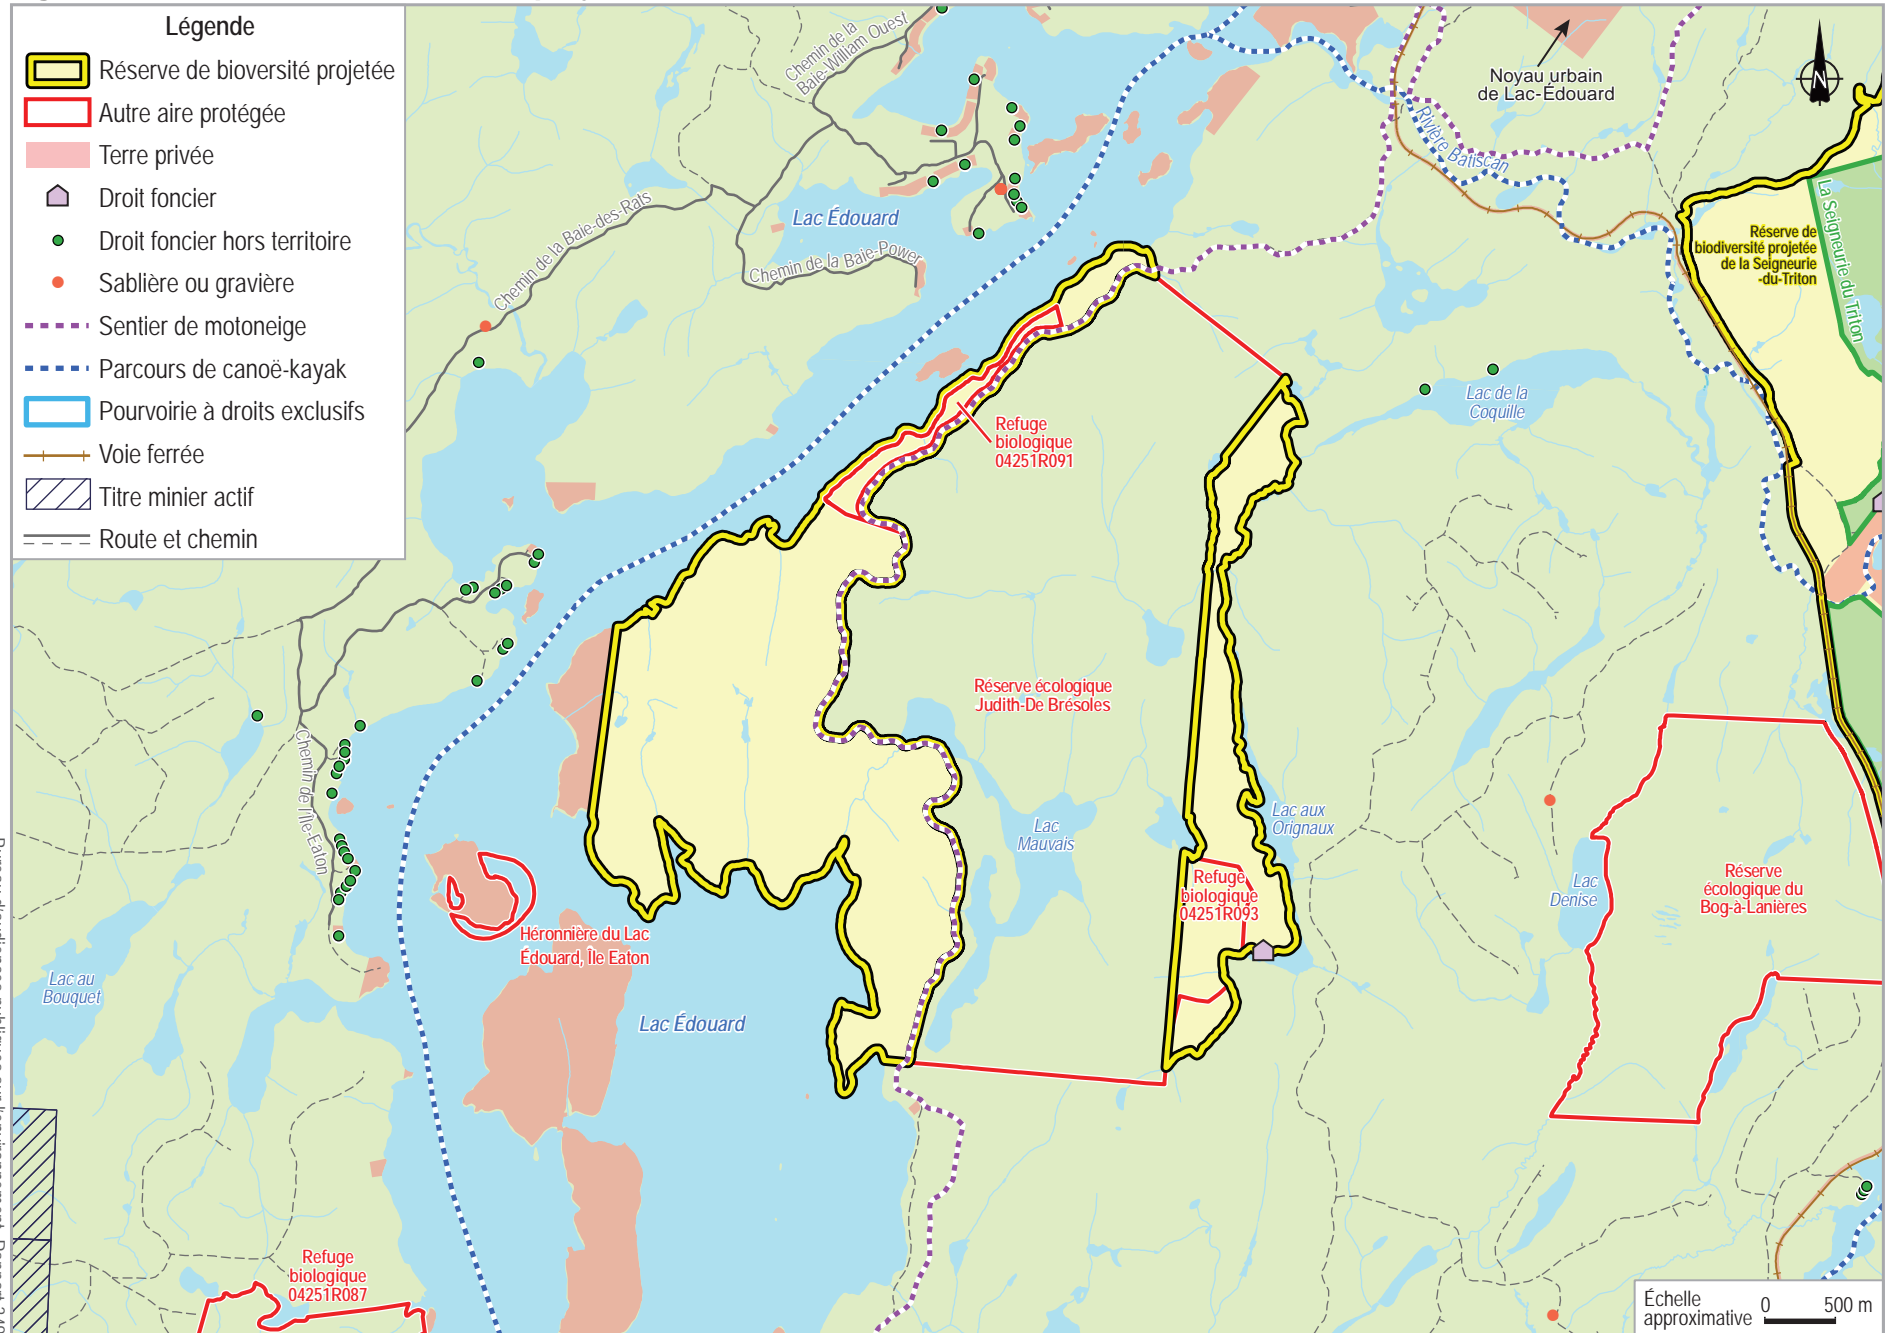 Légende
Réserve de bioversité projetée
Autre aire protégée
Terre privée
Droit foncier
Droit foncier hors territoire
Sablière ou gravière
Sentier de motoneige
Parcours de canoë-kayak
Pourvoirie à droits exclusifs
Voie ferrée
Titre minier actif
Route et chemin
Chemin de la
Baie-William Ouest
Noyau urbain
de Lac-Édouard
Rivière Batiscan
La Seigneurie du Triton
Réserve de
biodiversité projetée
de la Seigneurie
-du-Triton
Chemin de la Baie-des-Rats
Lac Édouard
Chemin de la Baie-Power
Lac de la
Coquille
Refuge
biologique
04251R091
Réserve écologique
Judith-De Brésoles
Chemin de l'Île-Eaton
Lac
Mauvais
Lac aux
Orignaux
Refuge
biologique
04251R093
Lac
Denise
Réserve
écologique du
Bog-à-Lanières
Héronnière du Lac
Édouard, Île Eaton
Lac au
Bouquet
Lac Édouard
Refuge
biologique
04251R087
Échelle
approximative
0 500 m